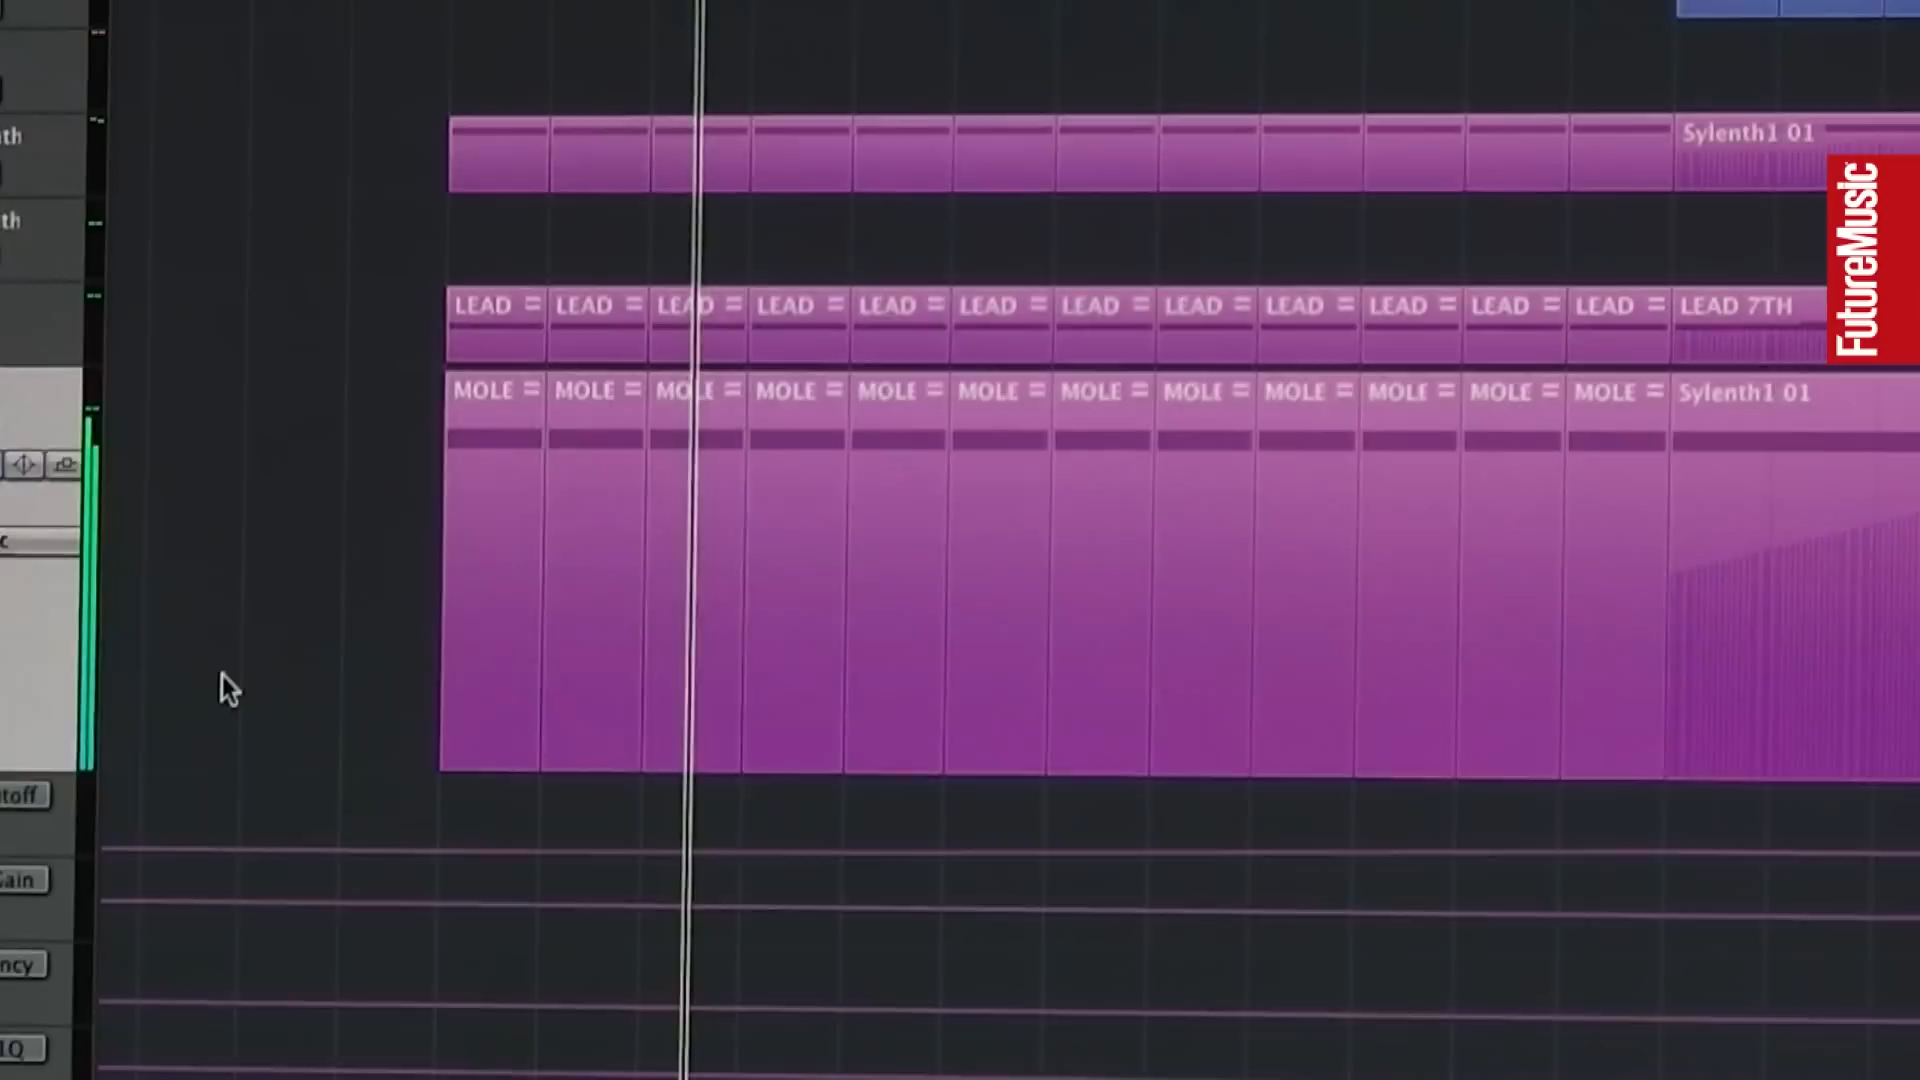 th
Sylenth1 01
FutureMusic
th
LEAD = LEAD = LEAD = LEAD = LEAD = LEAD = LEAD = LEAD = LEAD = LEAD = LEAD = LEAD = LEAD 7TH
MOLE = MOLE = MOLE = MOLE = MOLE = MOLE = MOLE = MOLE = MOLE = MOLE = MOLE = MOLE = Sylenth1 01
c
toff
Gain
ncy
1Q